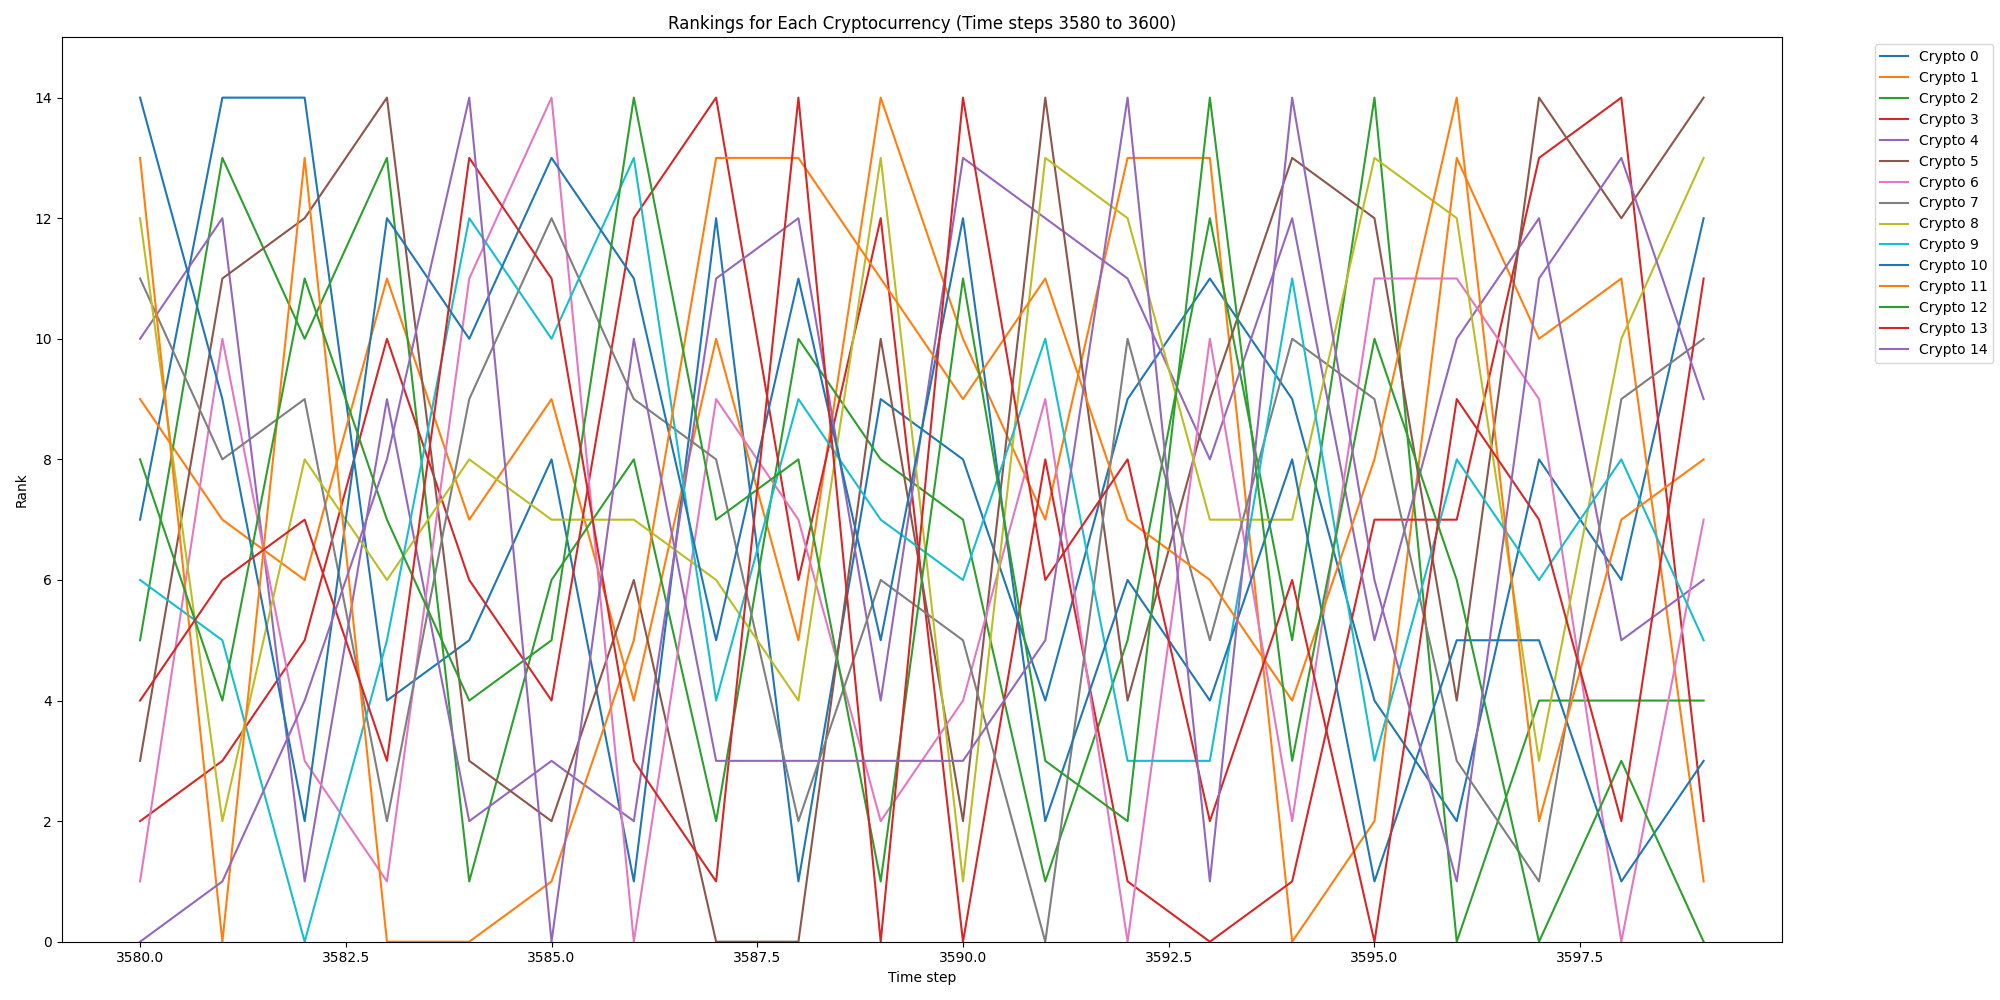 Rankings for Each Cryptocurrency (Time steps 3580 to 3600)
Rank
14
12
10
8
6
4
2
0
3580.0 3582.5 3585.0 3587.5 3590.0 3592.5 3595.0 3597.5
Time step
Crypto 0
Crypto 1
Crypto 2
Crypto 3
Crypto 4
Crypto 5
Crypto 6
Crypto 7
Crypto 8
Crypto 9
Crypto 10
Crypto 11
Crypto 12
Crypto 13
Crypto 14